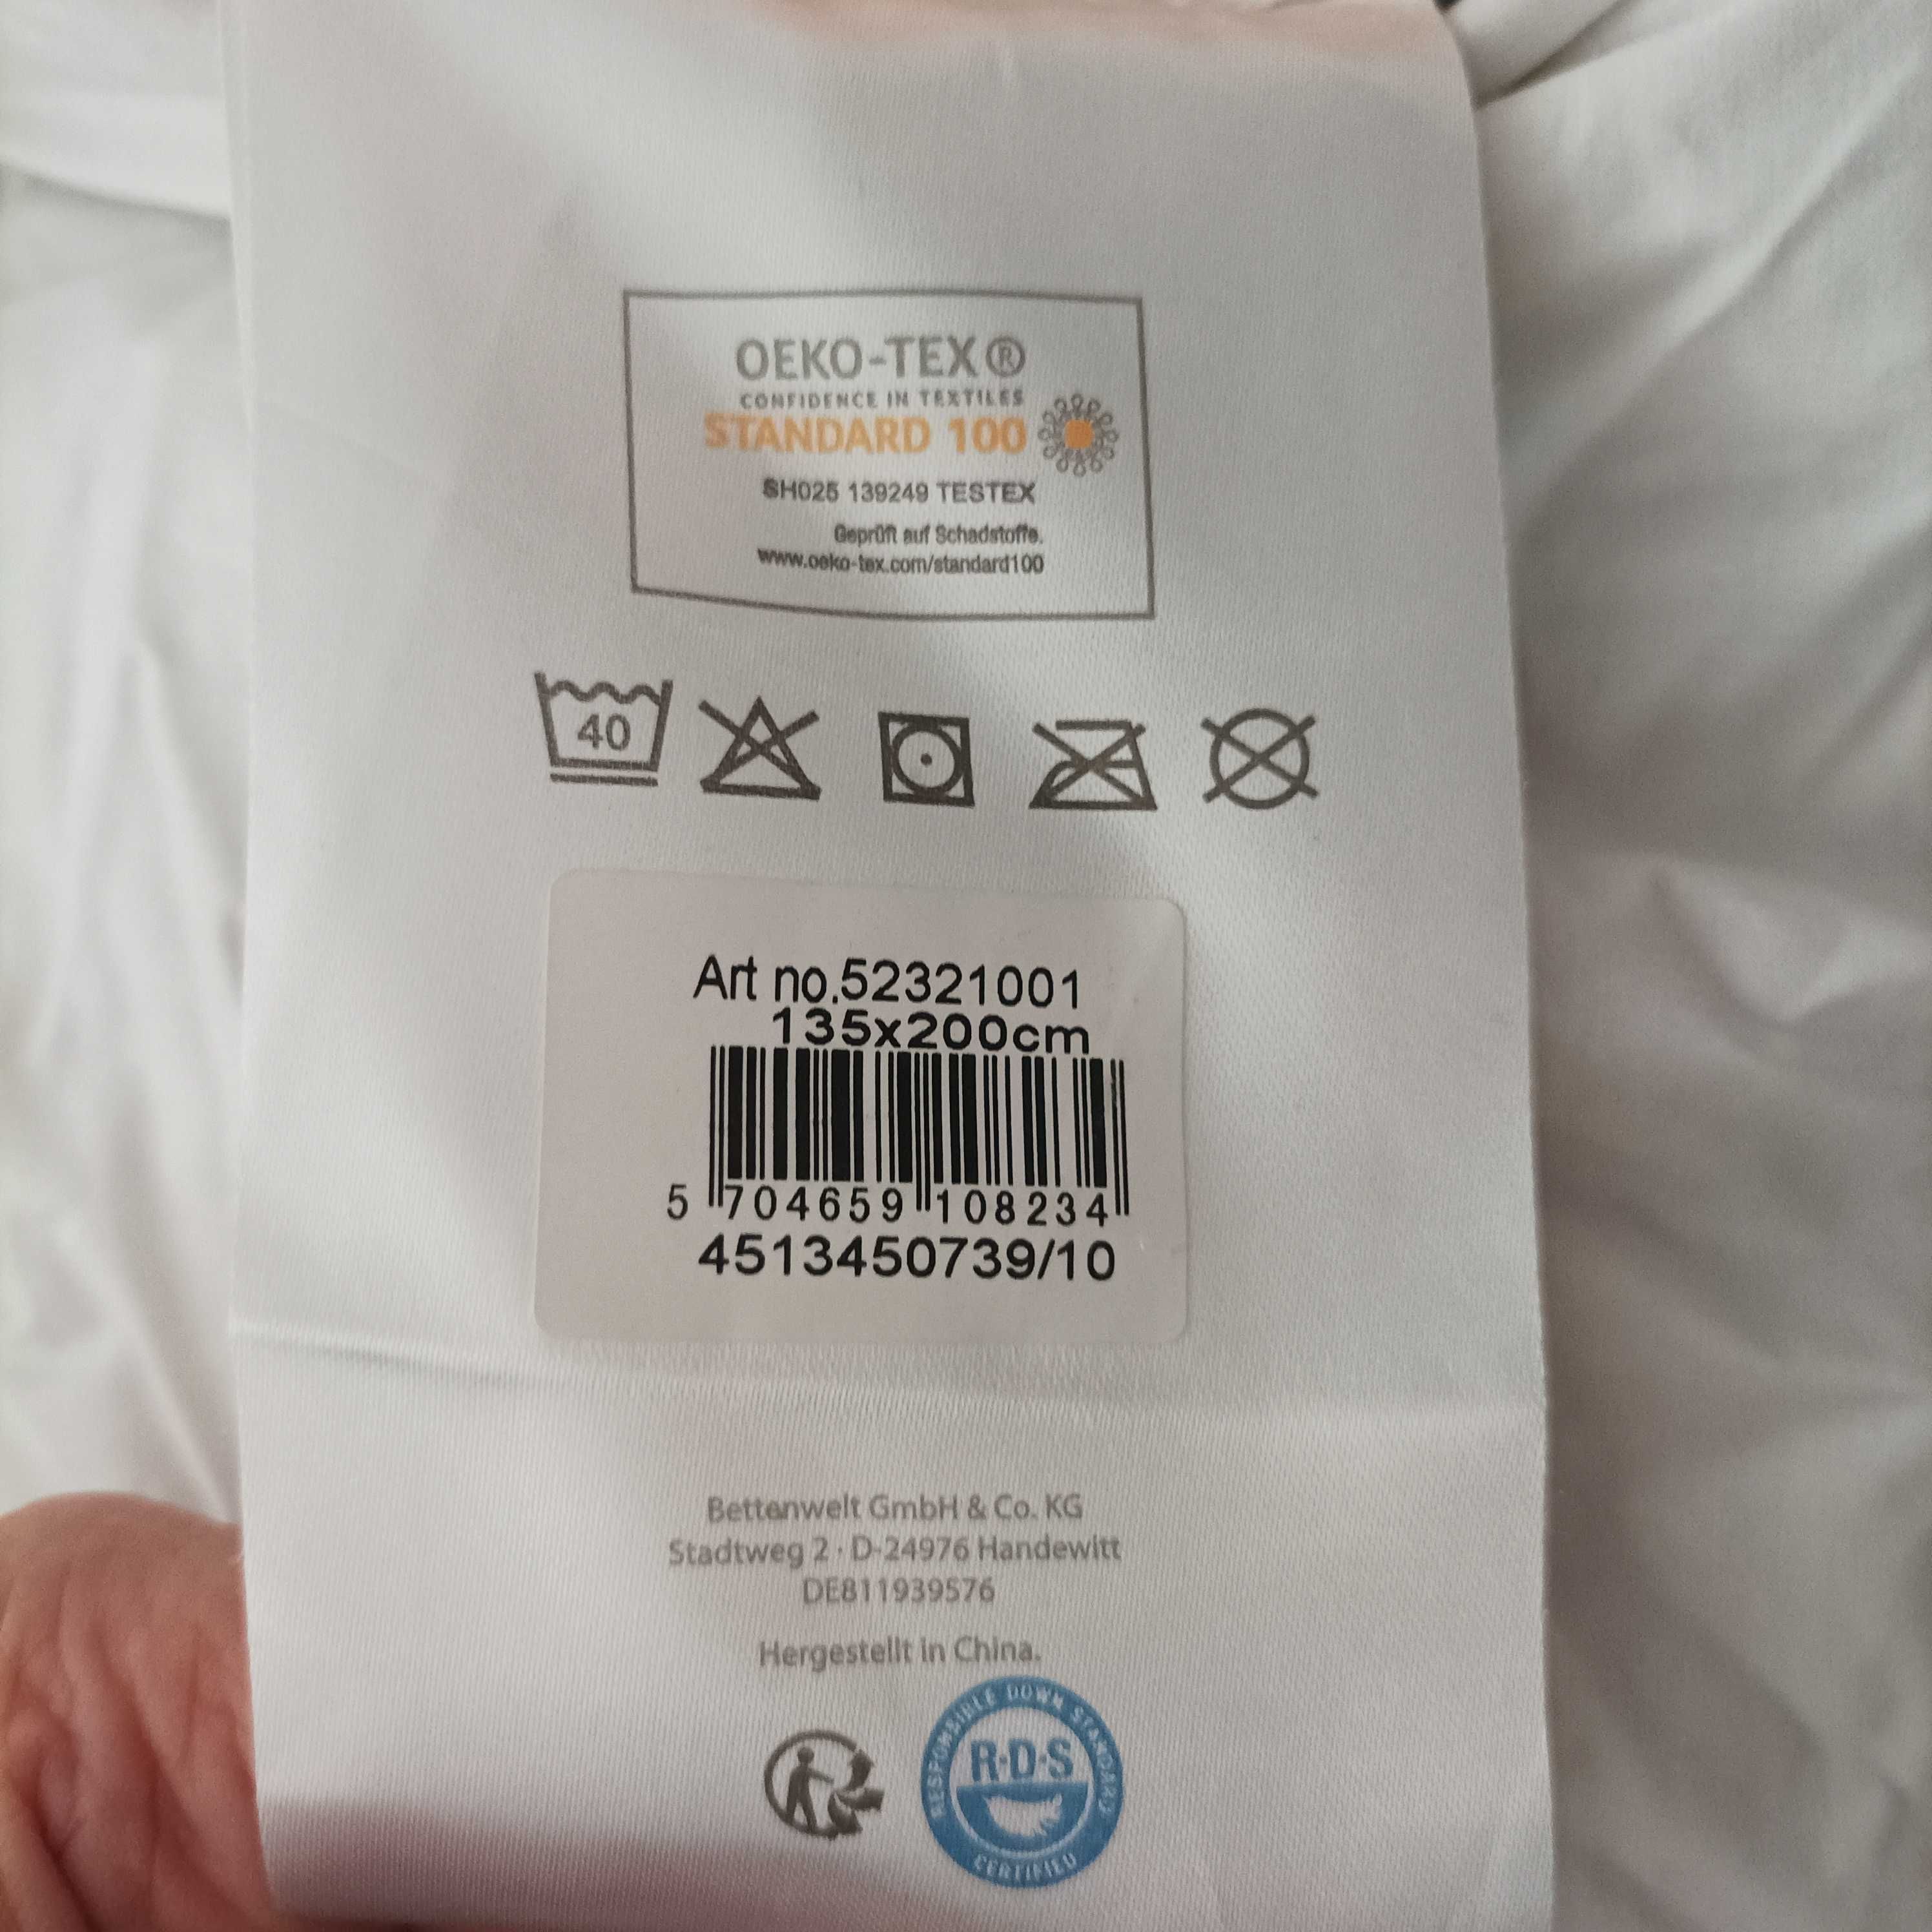 OEKO-TEX®
CONFIDENCE IN TEXTILES
STANDARD 100
SH025 139249 TESTEX
Geprüft auf Schadstoffe.
www.oeko-tex.com/standard100
40
Art no.52321001
135x200cm
5 704659 108234
4513450739/10
Bettenwelt GmbH & Co. KG
Stadtweg 2 · D-24976 Handewitt
DE811939576
Hergestellt in China.
RESPONSIBLE DOWN STANDARD
R·D·S
CERTIFIED